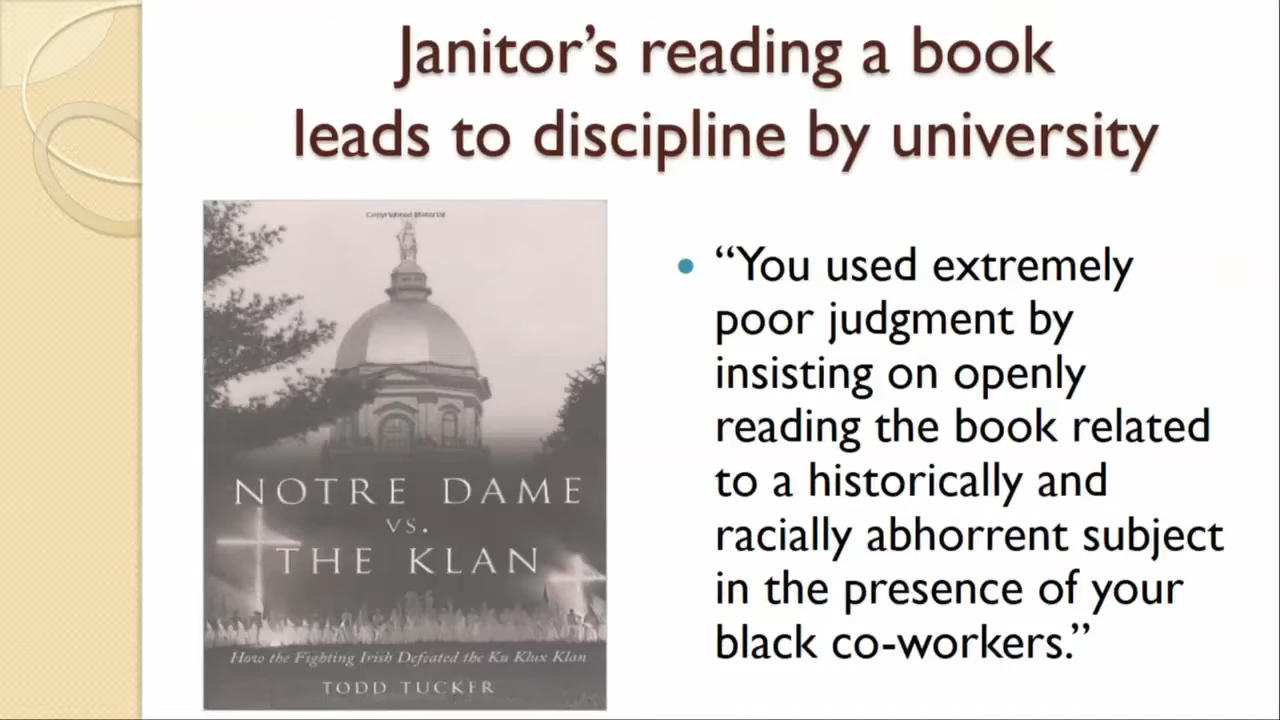 Janitor’s reading a book
leads to discipline by university
Copyrighted Material
NOTRE DAME
VS.
THE KLAN
How the Fighting Irish Defeated the Ku Klux Klan
TODD TUCKER
• “You used extremely
poor judgment by
insisting on openly
reading the book related
to a historically and
racially abhorrent subject
in the presence of your
black co-workers.”